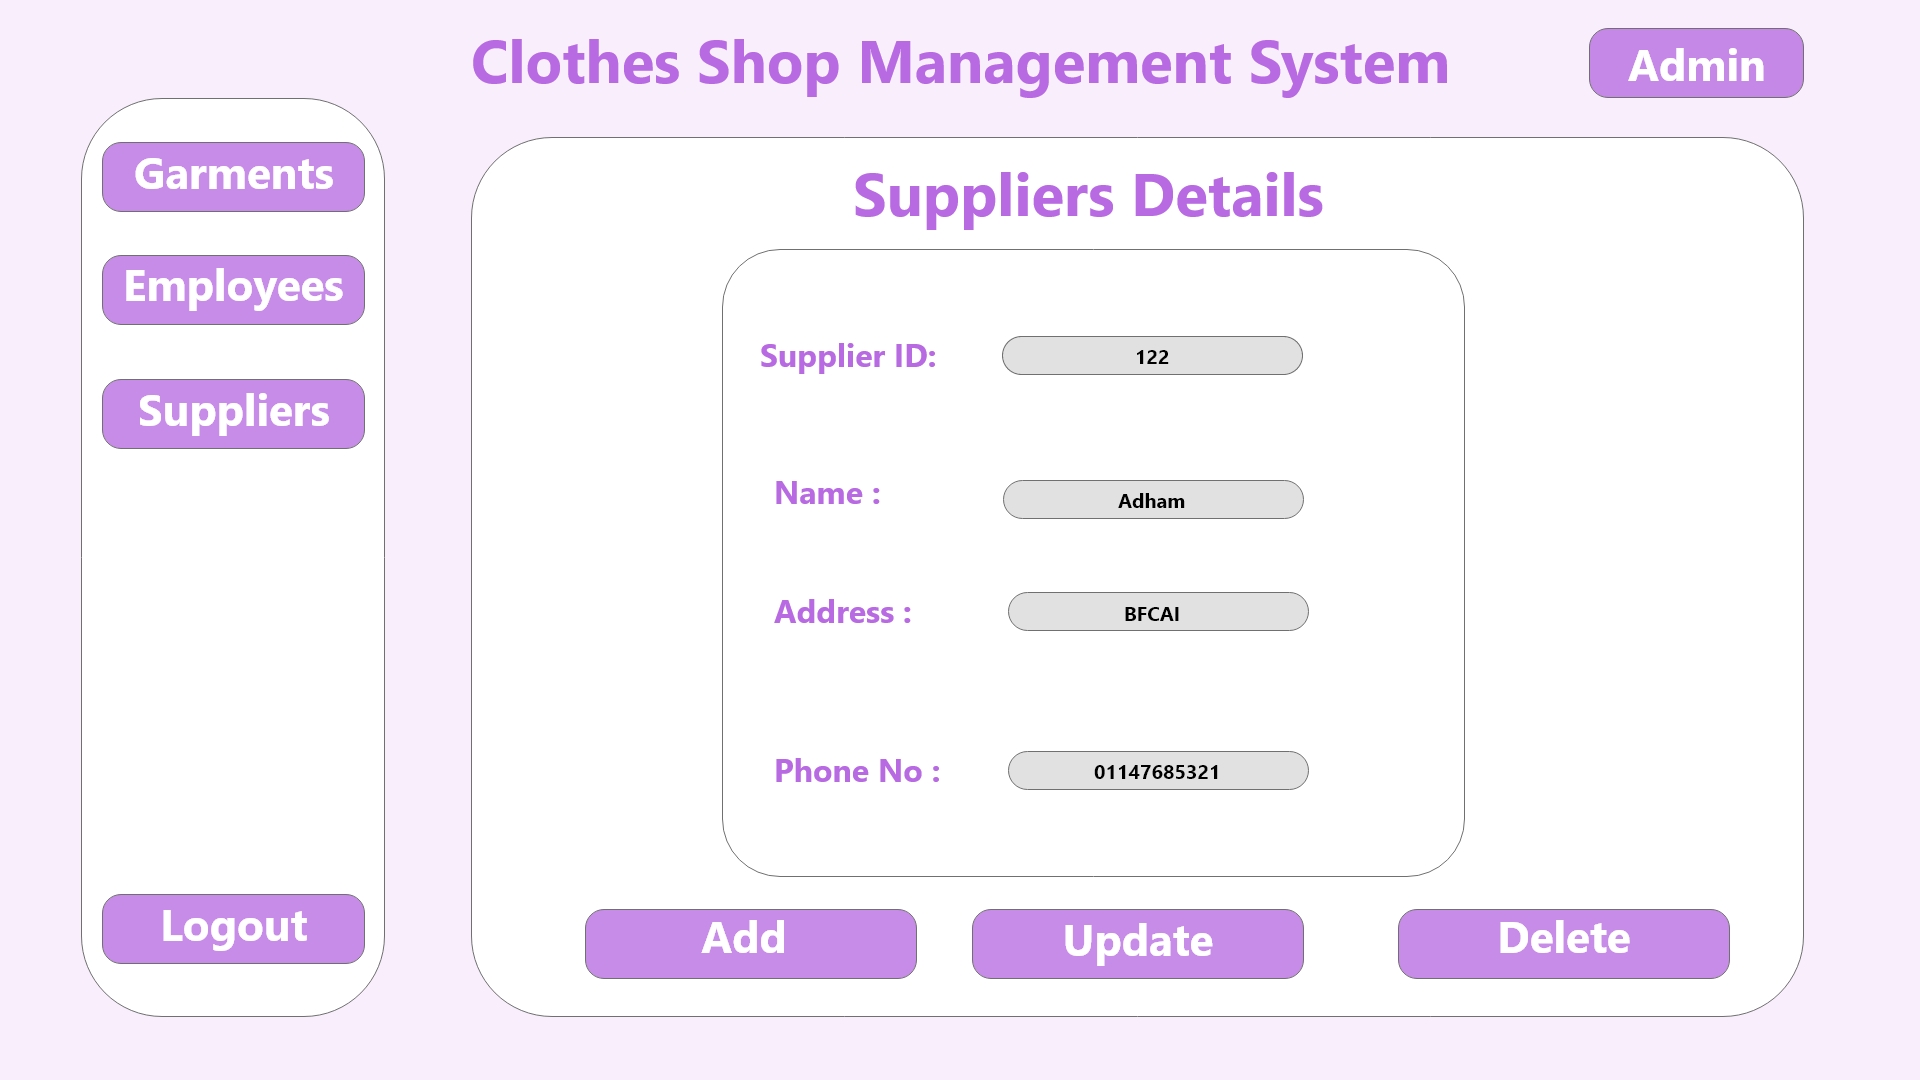 Clothes Shop Management System
Admin
Garments
Employees
Suppliers
Logout
Suppliers Details
Supplier ID: 122
Name : Adham
Address : BFCAI
Phone No : 01147685321
Add
Update
Delete